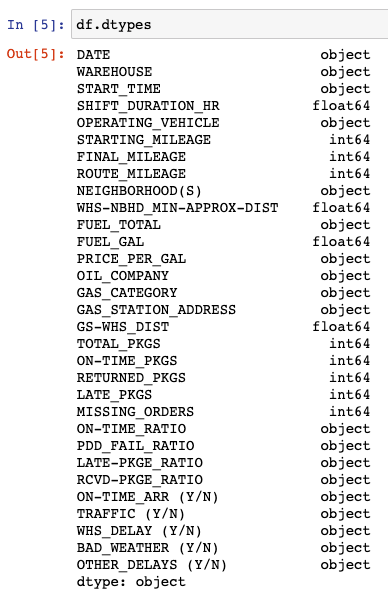 In [5]: df.dtypes
Out[5]: DATE object
WAREHOUSE object
START_TIME object
SHIFT_DURATION_HR float64
OPERATING_VEHICLE object
STARTING_MILEAGE int64
FINAL_MILEAGE int64
ROUTE_MILEAGE int64
NEIGHBORHOOD(S) object
WHS-NBHD_MIN-APPROX-DIST float64
FUEL_TOTAL object
FUEL_GAL float64
PRICE_PER_GAL object
OIL_COMPANY object
GAS_CATEGORY object
GAS_STATION_ADDRESS object
GS-WHS_DIST float64
TOTAL_PKGS int64
ON-TIME_PKGS int64
RETURNED_PKGS int64
LATE_PKGS int64
MISSING_ORDERS int64
ON-TIME_RATIO object
PDD_FAIL_RATIO object
LATE-PKGE_RATIO object
RCVD-PKGE_RATIO object
ON-TIME_ARR (Y/N) object
TRAFFIC (Y/N) object
WHS_DELAY (Y/N) object
BAD_WEATHER (Y/N) object
OTHER_DELAYS (Y/N) object
dtype: object